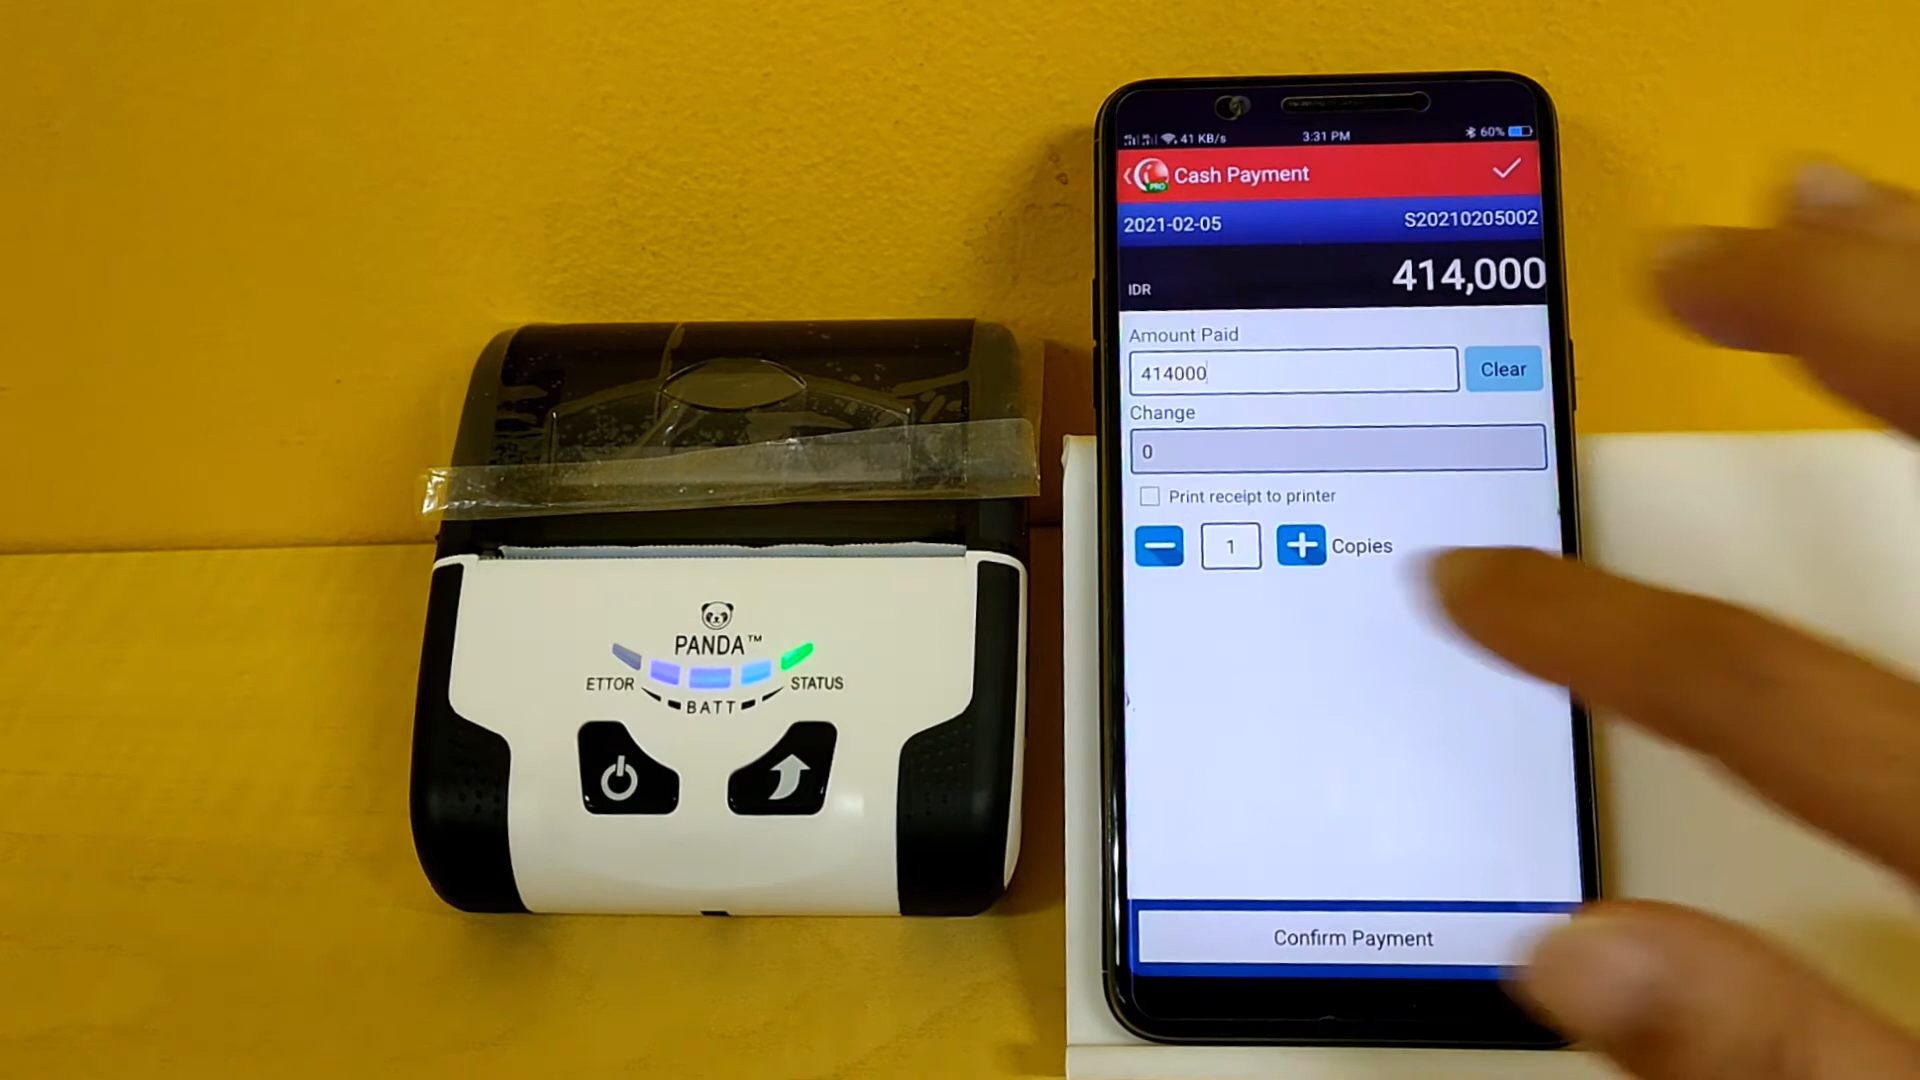 PANDA™
ETTOR
STATUS
BATT
41 KB/s
3:31 PM
60%
PRO
Cash Payment
2021-02-05
S20210205002
IDR
414,000
Amount Paid
414000
Clear
Change
0
Print receipt to printer
1
Copies
Confirm Payment